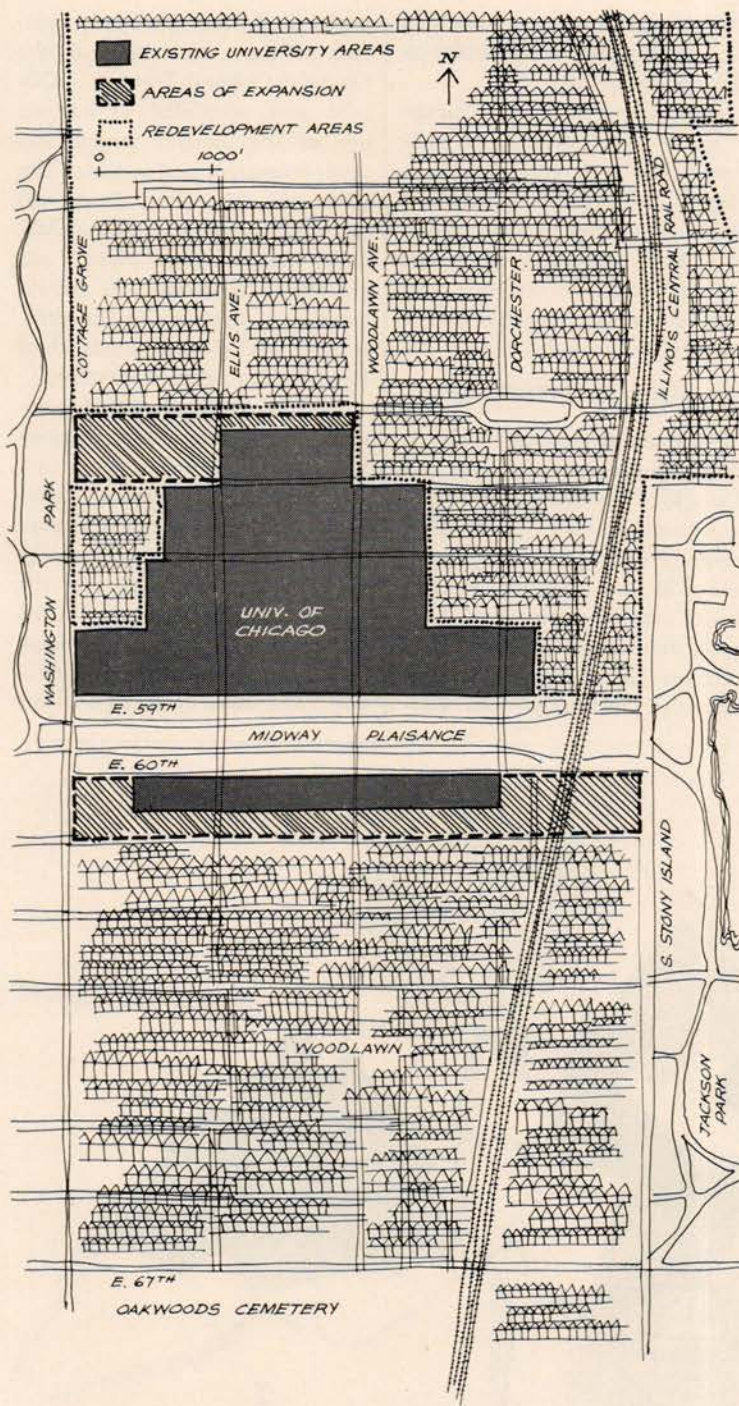 EXISTING UNIVERSITY AREAS
AREAS OF EXPANSION
REDEVELOPMENT AREAS
0 1000'
N
COTTAGE GROVE
ELLIS AVE.
WOODLAWN AVE.
DORCHESTER
ILLINOIS CENTRAL RAILROAD
WASHINGTON PARK
UNIV. OF
CHICAGO
E. 59TH
MIDWAY PLAISANCE
E. 60TH
S. STONY ISLAND
WOODLAWN
JACKSON
PARK
E. 67TH
OAKWOODS CEMETERY